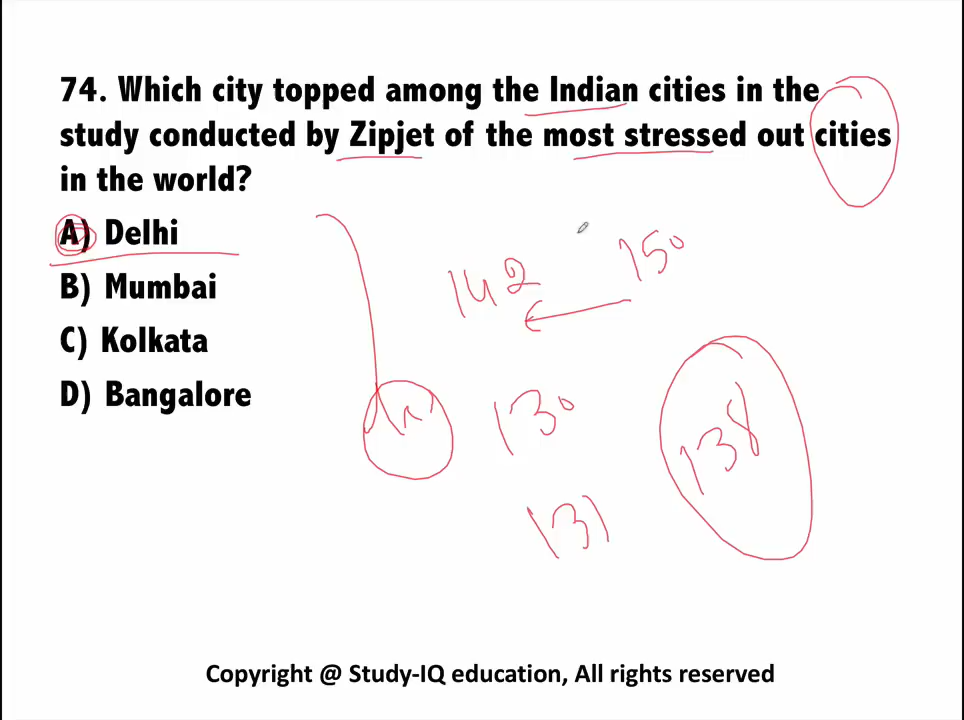 74. Which city topped among the Indian cities in the
study conducted by Zipjet of the most stressed out cities
in the world?
A) Delhi
B) Mumbai
C) Kolkata
D) Bangalore
142
150
130
138
131
Copyright @ Study-IQ education, All rights reserved